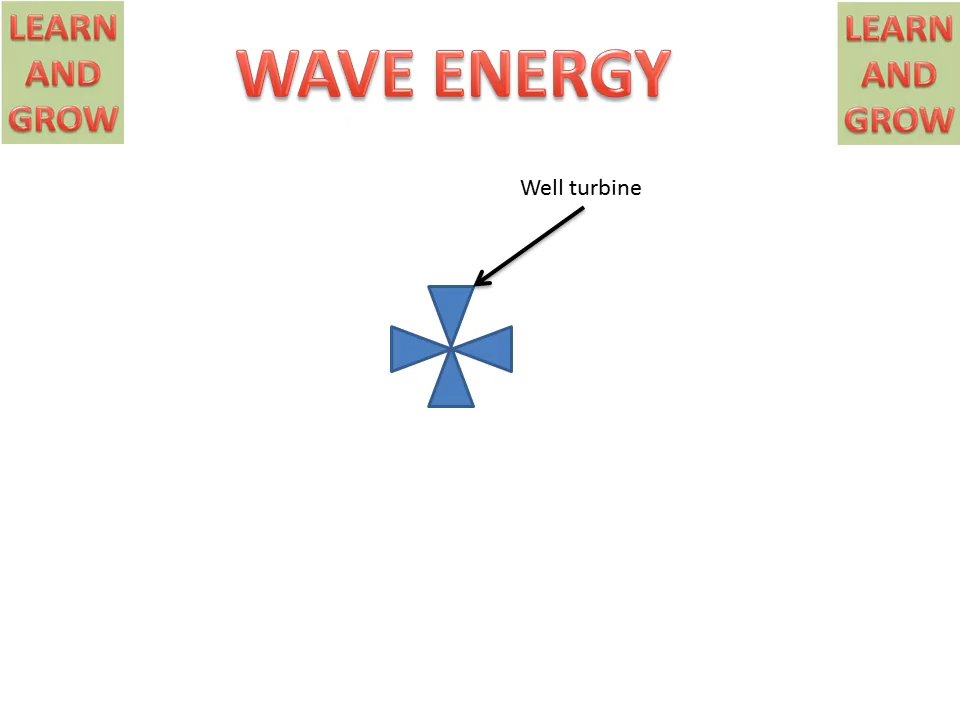 LEARN
AND
GROW
WAVE ENERGY
LEARN
AND
GROW
Well turbine